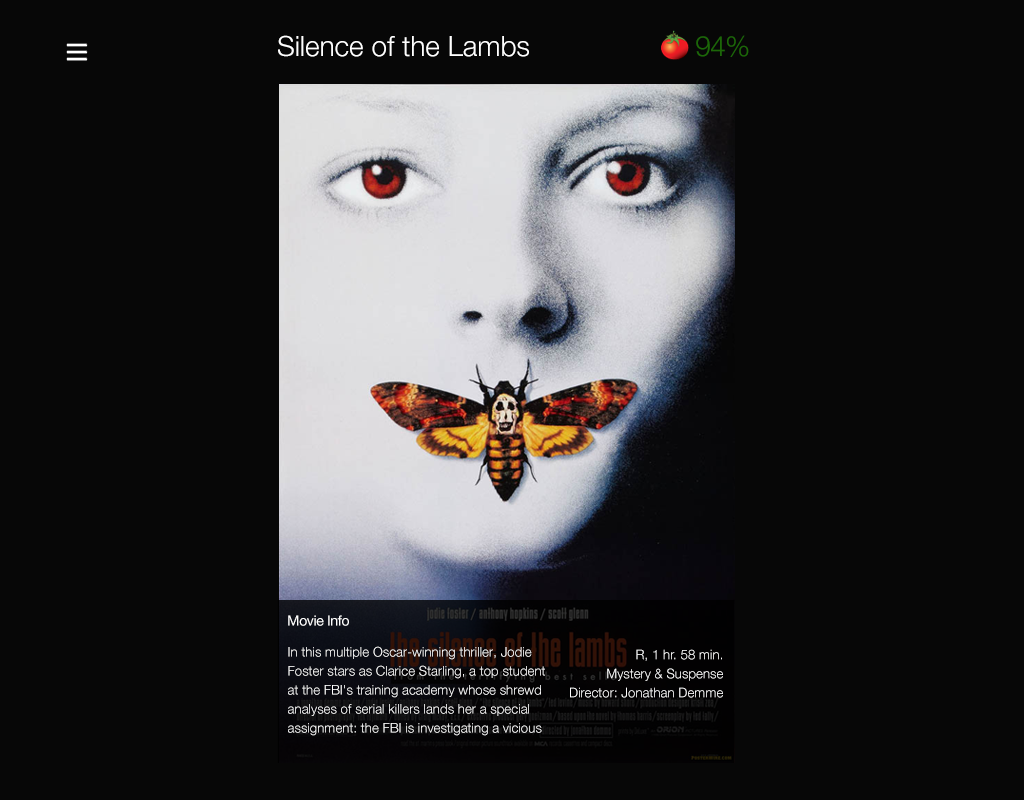 Silence of the Lambs
94%
jodie foster / anthony hopkins / scott glenn
the silence of the lambs
Movie Info
In this multiple Oscar-winning thriller, Jodie
Foster stars as Clarice Starling, a top student
at the FBI's training academy whose shrewd
analyses of serial killers lands her a special
assignment: the FBI is investigating a vicious
R, 1 hr. 58 min.
Mystery & Suspense
Director: Jonathan Demme